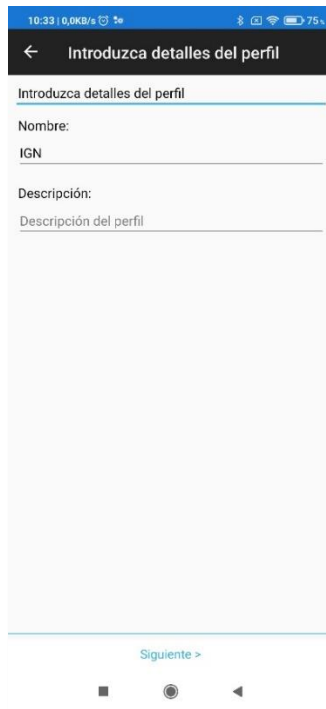 10:33 | 0,0KB/s
75
Introduzca detalles del perfil
Introduzca detalles del perfil
Nombre:
IGN
Descripción:
Descripción del perfil
Siguiente >